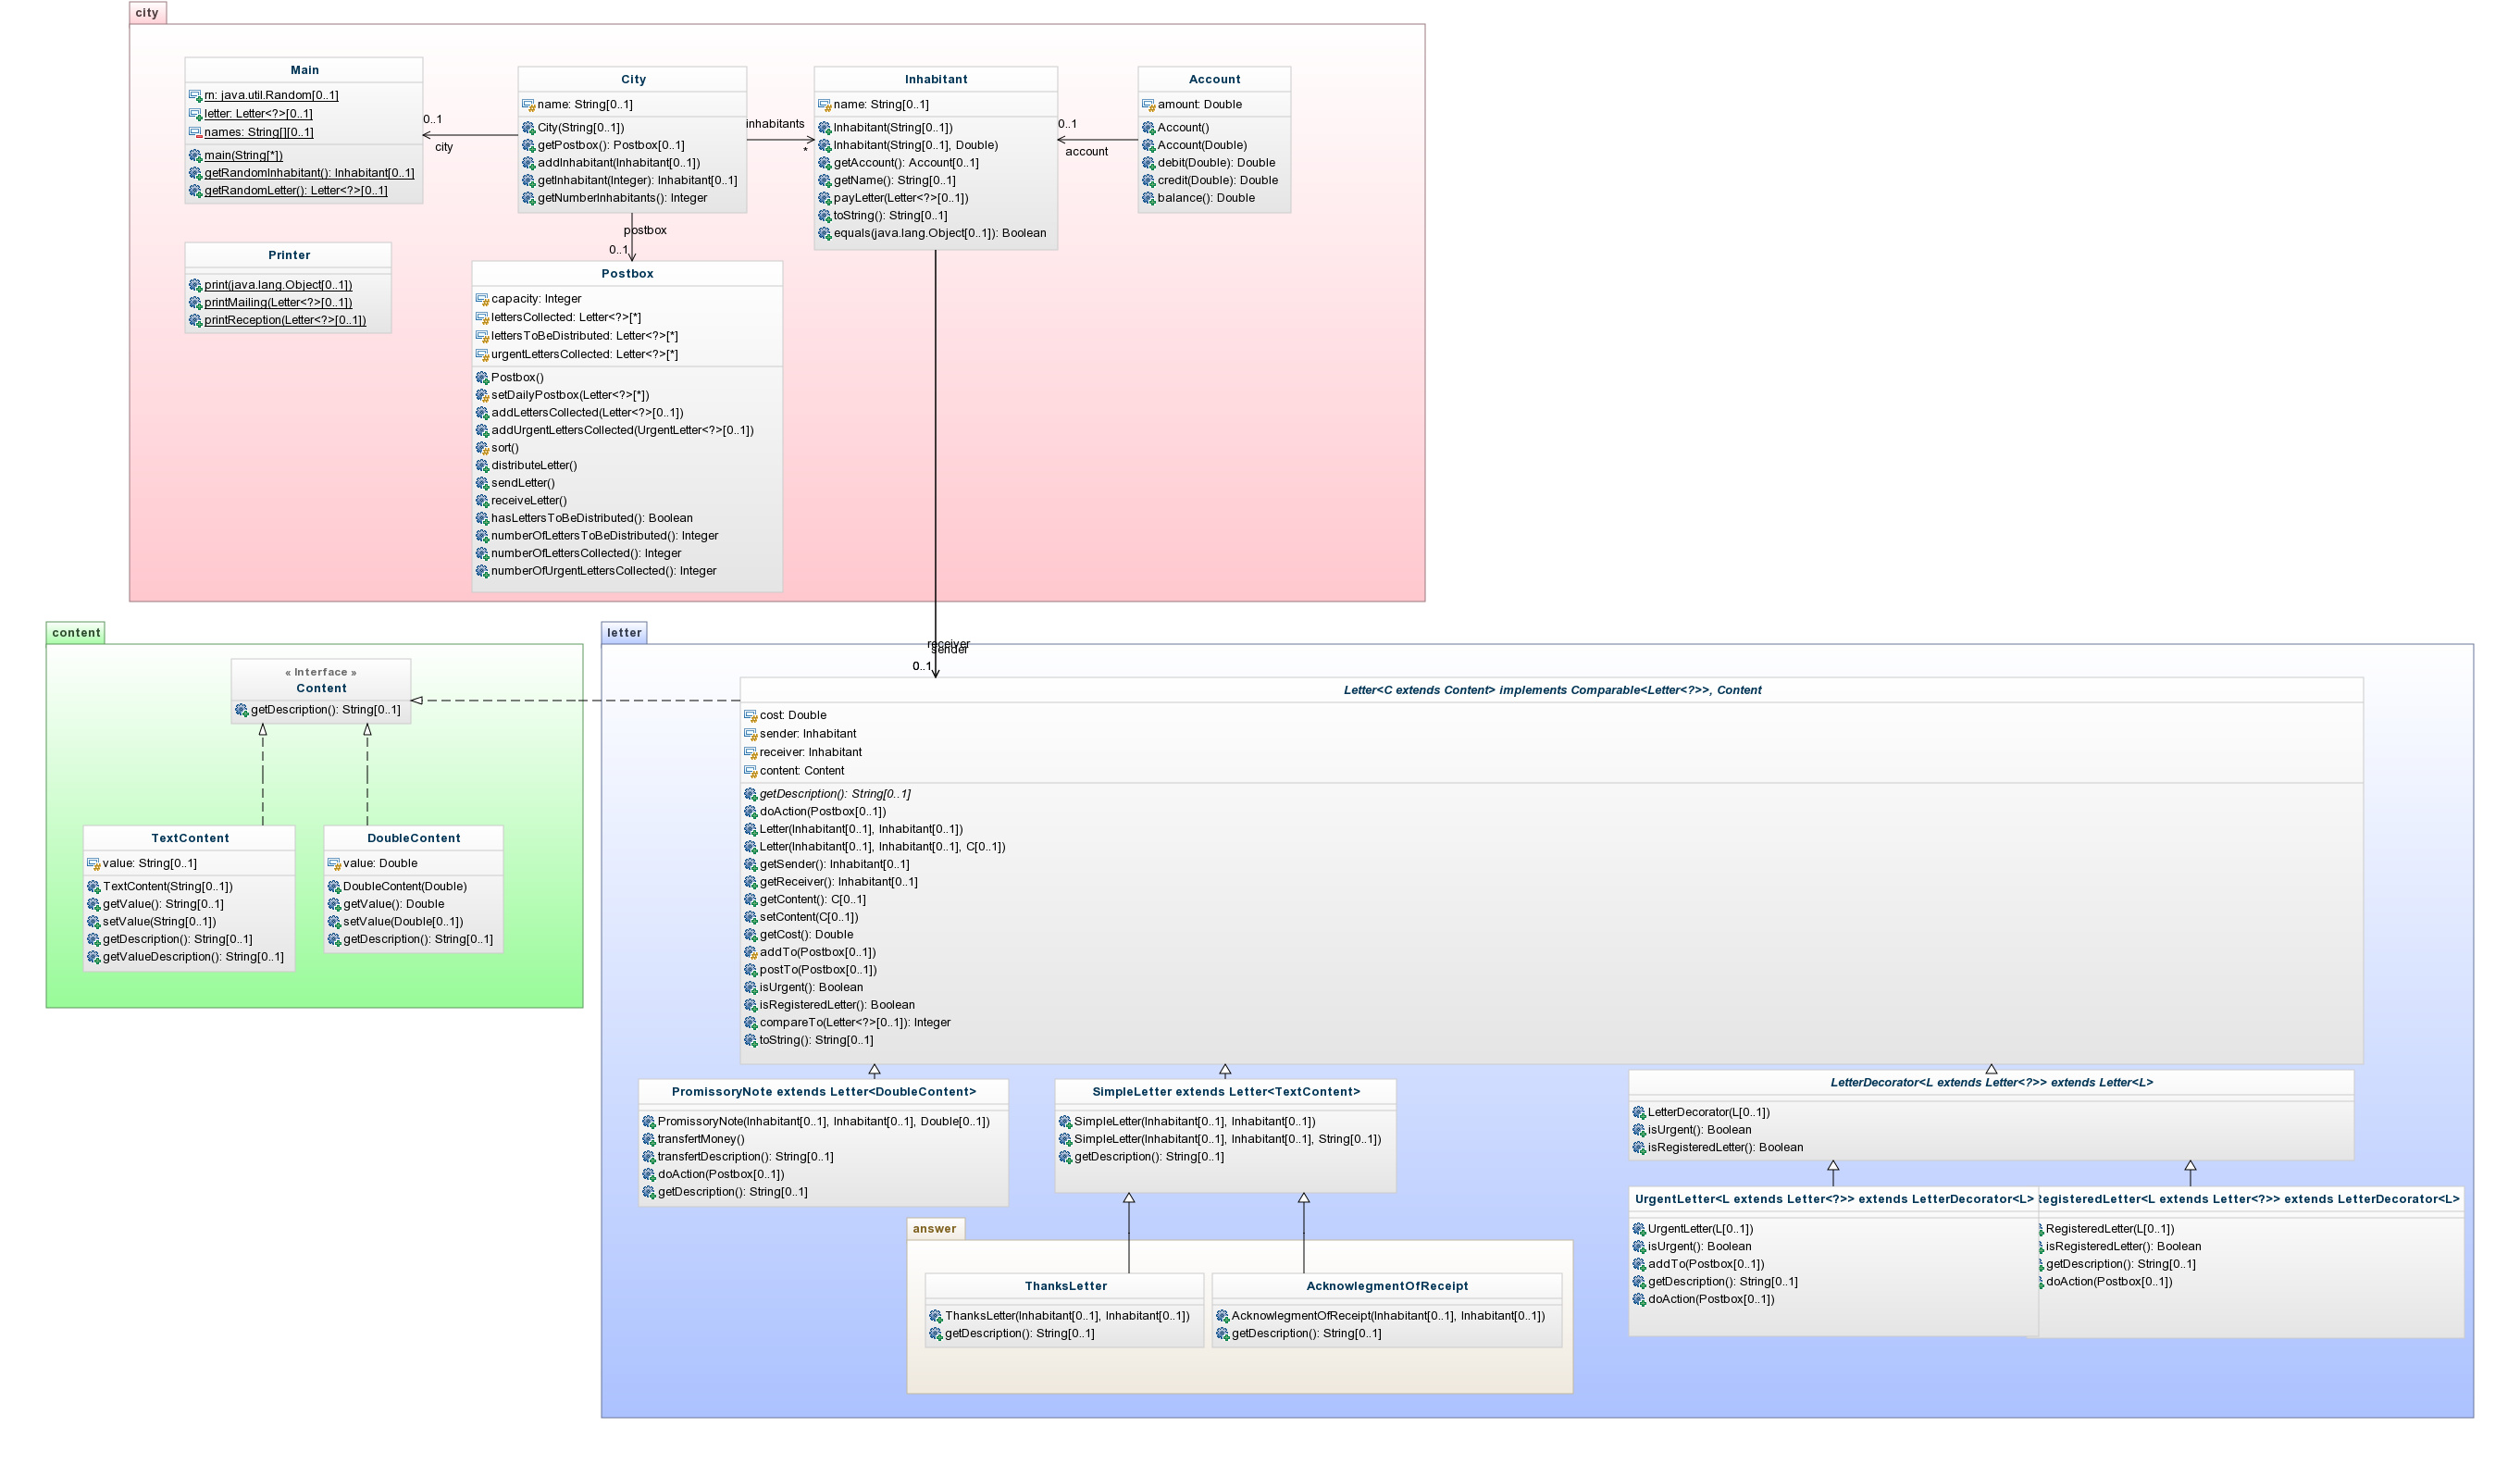 city
Main
rn: java.util.Random[0..1]
letter: Letter<?>[0..1]
names: String[][0..1]
main(String[*])
getRandomInhabitant(): Inhabitant[0..1]
getRandomLetter(): Letter<?>[0..1]
0..1
city
City
name: String[0..1]
City(String[0..1])
getPostbox(): Postbox[0..1]
addInhabitant(Inhabitant[0..1])
getInhabitant(Integer): Inhabitant[0..1]
getNumberInhabitants(): Integer
inhabitants
*
Inhabitant
name: String[0..1]
Inhabitant(String[0..1])
Inhabitant(String[0..1], Double)
getAccount(): Account[0..1]
getName(): String[0..1]
payLetter(Letter<?>[0..1])
toString(): String[0..1]
equals(java.lang.Object[0..1]): Boolean
0..1
account
Account
amount: Double
Account()
Account(Double)
debit(Double): Double
credit(Double): Double
balance(): Double
postbox
0..1
Printer
print(java.lang.Object[0..1])
printMailing(Letter<?>[0..1])
printReception(Letter<?>[0..1])
Postbox
capacity: Integer
lettersCollected: Letter<?>[*]
lettersToBeDistributed: Letter<?>[*]
urgentLettersCollected: Letter<?>[*]
Postbox()
setDailyPostbox(Letter<?>[*])
addLettersCollected(Letter<?>[0..1])
addUrgentLettersCollected(UrgentLetter<?>[0..1])
sort()
distributeLetter()
sendLetter()
receiveLetter()
hasLettersToBeDistributed(): Boolean
numberOfLettersToBeDistributed(): Integer
numberOfLettersCollected(): Integer
numberOfUrgentLettersCollected(): Integer
content
« Interface »
Content
getDescription(): String[0..1]
TextContent
value: String[0..1]
TextContent(String[0..1])
getValue(): String[0..1]
setValue(String[0..1])
getDescription(): String[0..1]
getValueDescription(): String[0..1]
DoubleContent
value: Double
DoubleContent(Double)
getValue(): Double
setValue(Double[0..1])
getDescription(): String[0..1]
letter
receiver
sender
0..1
Letter<C extends Content> implements Comparable<Letter<?>>, Content
cost: Double
sender: Inhabitant
receiver: Inhabitant
content: Content
getDescription(): String[0..1]
doAction(Postbox[0..1])
Letter(Inhabitant[0..1], Inhabitant[0..1])
Letter(Inhabitant[0..1], Inhabitant[0..1], C[0..1])
getSender(): Inhabitant[0..1]
getReceiver(): Inhabitant[0..1]
getContent(): C[0..1]
setContent(C[0..1])
getCost(): Double
addTo(Postbox[0..1])
postTo(Postbox[0..1])
isUrgent(): Boolean
isRegisteredLetter(): Boolean
compareTo(Letter<?>[0..1]): Integer
toString(): String[0..1]
PromissoryNote extends Letter<DoubleContent>
PromissoryNote(Inhabitant[0..1], Inhabitant[0..1], Double[0..1])
transfertMoney()
transfertDescription(): String[0..1]
doAction(Postbox[0..1])
getDescription(): String[0..1]
SimpleLetter extends Letter<TextContent>
SimpleLetter(Inhabitant[0..1], Inhabitant[0..1])
SimpleLetter(Inhabitant[0..1], Inhabitant[0..1], String[0..1])
getDescription(): String[0..1]
LetterDecorator<L extends Letter<?>> extends Letter<L>
LetterDecorator(L[0..1])
isUrgent(): Boolean
isRegisteredLetter(): Boolean
UrgentLetter<L extends Letter<?>> extends LetterDecorator<L>
UrgentLetter(L[0..1])
isUrgent(): Boolean
addTo(Postbox[0..1])
getDescription(): String[0..1]
doAction(Postbox[0..1])
egisteredLetter<L extends Letter<?>> extends LetterDecorator<L>
RegisteredLetter(L[0..1])
isRegisteredLetter(): Boolean
getDescription(): String[0..1]
doAction(Postbox[0..1])
answer
ThanksLetter
ThanksLetter(Inhabitant[0..1], Inhabitant[0..1])
getDescription(): String[0..1]
AcknowlegmentOfReceipt
AcknowlegmentOfReceipt(Inhabitant[0..1], Inhabitant[0..1])
getDescription(): String[0..1]